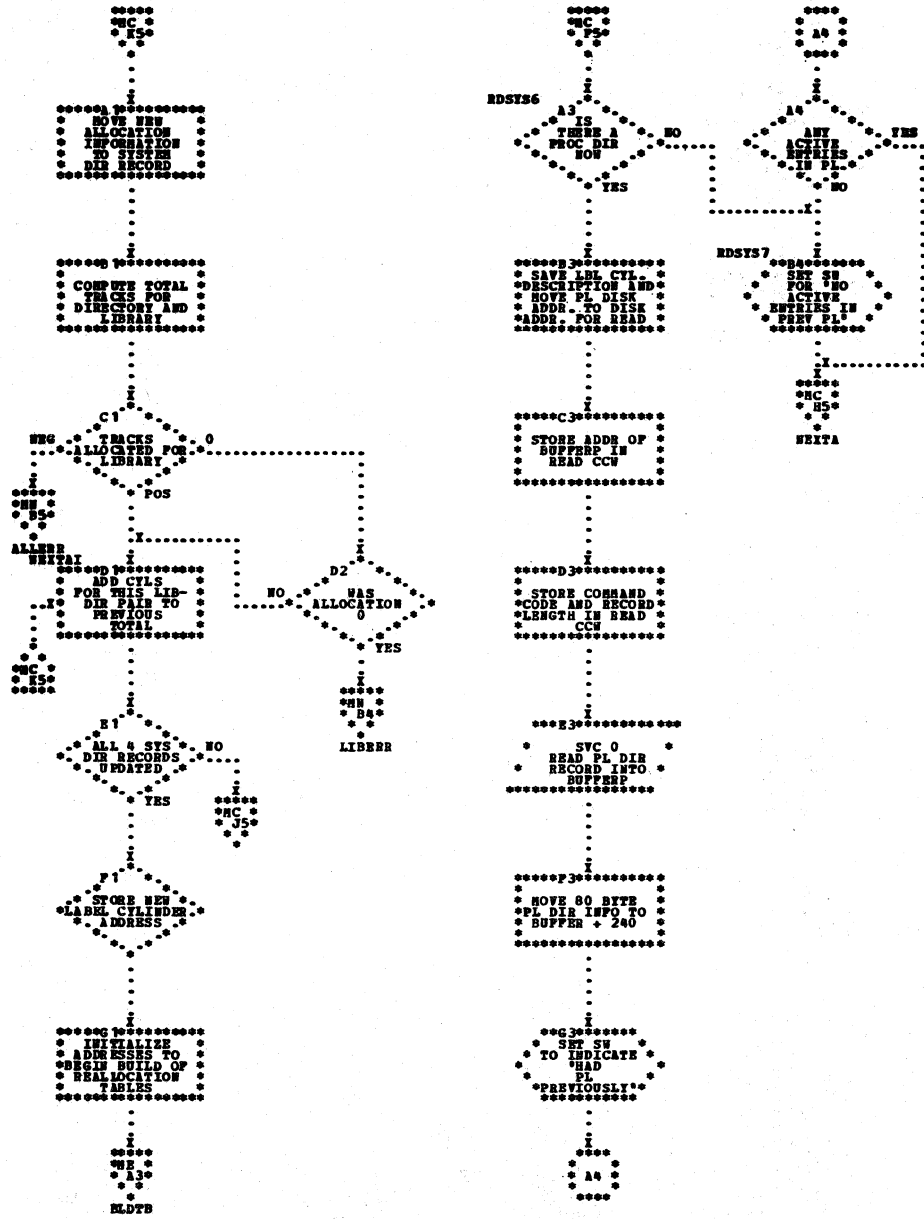 MC
K5
A1
MOVE NEW
ALLOCATION
INFORMATION
TO SYSTEM
DIR RECORD
B1
COMPUTE TOTAL
TRACKS FOR
DIRECTORY AND
LIBRARY
C1
NEG
TRACKS
ALLOCATED FOR
LIBRARY
0
POS
MN
B5
ALLERR
NEXTAI
D1
ADD CYLS
FOR THIS LIB-
DIR PAIR TO
PREVIOUS
TOTAL
MC
K5
D2
NO
WAS
ALLOCATION
0
YES
MN
B4
LIBERR
E1
ALL 4 SYS
DIR RECORDS
UPDATED
NO
YES
MC
J5
F1
STORE NEW
LABEL CYLINDER
ADDRESS
G1
INITIALIZE
ADDRESSES TO
BEGIN BUILD OF
REALLOCATION
TABLES
ME
A3
BLDTB
MC
F5
RDSYS6
A3
IS
THERE A
PROC DIR
NOW
NO
YES
B3
SAVE LBL CYL.
DESCRIPTION AND
MOVE PL DISK
ADDR. TO DISK
ADDR. FOR READ
C3
STORE ADDR OF
BUFFERP IN
READ CCW
D3
STORE COMMAND
CODE AND RECORD
LENGTH IN READ
CCW
E3
SVC 0
READ PL DIR
RECORD INTO
BUFFERP
F3
MOVE 80 BYTE
PL DIR INFO TO
BUFFER + 240
G3
SET SW
TO INDICATE
'HAD
PL
PREVIOUSLY'
A4
A4
A4
ANY
ACTIVE
ENTRIES
IN PL
YES
NO
RDSYS7
B4
SET SW
FOR 'NO
ACTIVE
ENTRIES IN
PREV PL'
MC
H5
NEXTA